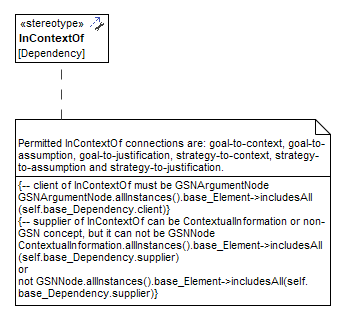 «stereotype»
InContextOf
[Dependency]
Permitted InContextOf connections are: goal-to-context, goal-to-
assumption, goal-to-justification, strategy-to-context, strategy-
to-assumption and strategy-to-justification.
{-- client of InContextOf must be GSNArgumentNode
GSNArgumentNode.allInstances().base_Element->includesAll
(self.base_Dependency.client)}
{-- supplier of InContextOf can be ContextualInformation or non-
GSN concept, but it can not be GSNNode
ContextualInformation.allInstances().base_Element->includesAll
(self.base_Dependency.supplier)
or
not GSNNode.allInstances().base_Element->includesAll(self.
base_Dependency.supplier)}